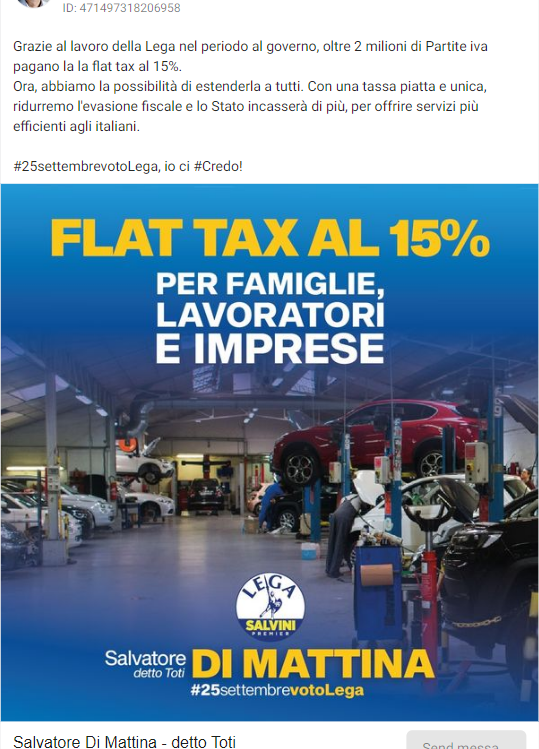 ID: 471497318206958
Grazie al lavoro della Lega nel periodo al governo, oltre 2 milioni di Partite iva
pagano la la flat tax al 15%.
Ora, abbiamo la possibilità di estenderla a tutti. Con una tassa piatta e unica,
ridurremo l'evasione fiscale e lo Stato incasserà di più, per offrire servizi più
efficienti agli italiani.
#25settembrevotoLega, io ci #Credo!
FLAT TAX AL 15%
PER FAMIGLIE,
LAVORATORI
E IMPRESE
LEGA
SALVINI
PREMIER
Salvatore
detto Toti
DI MATTINA
#25settembrevotoLega
Salvatore Di Mattina - detto Toti
Send messa